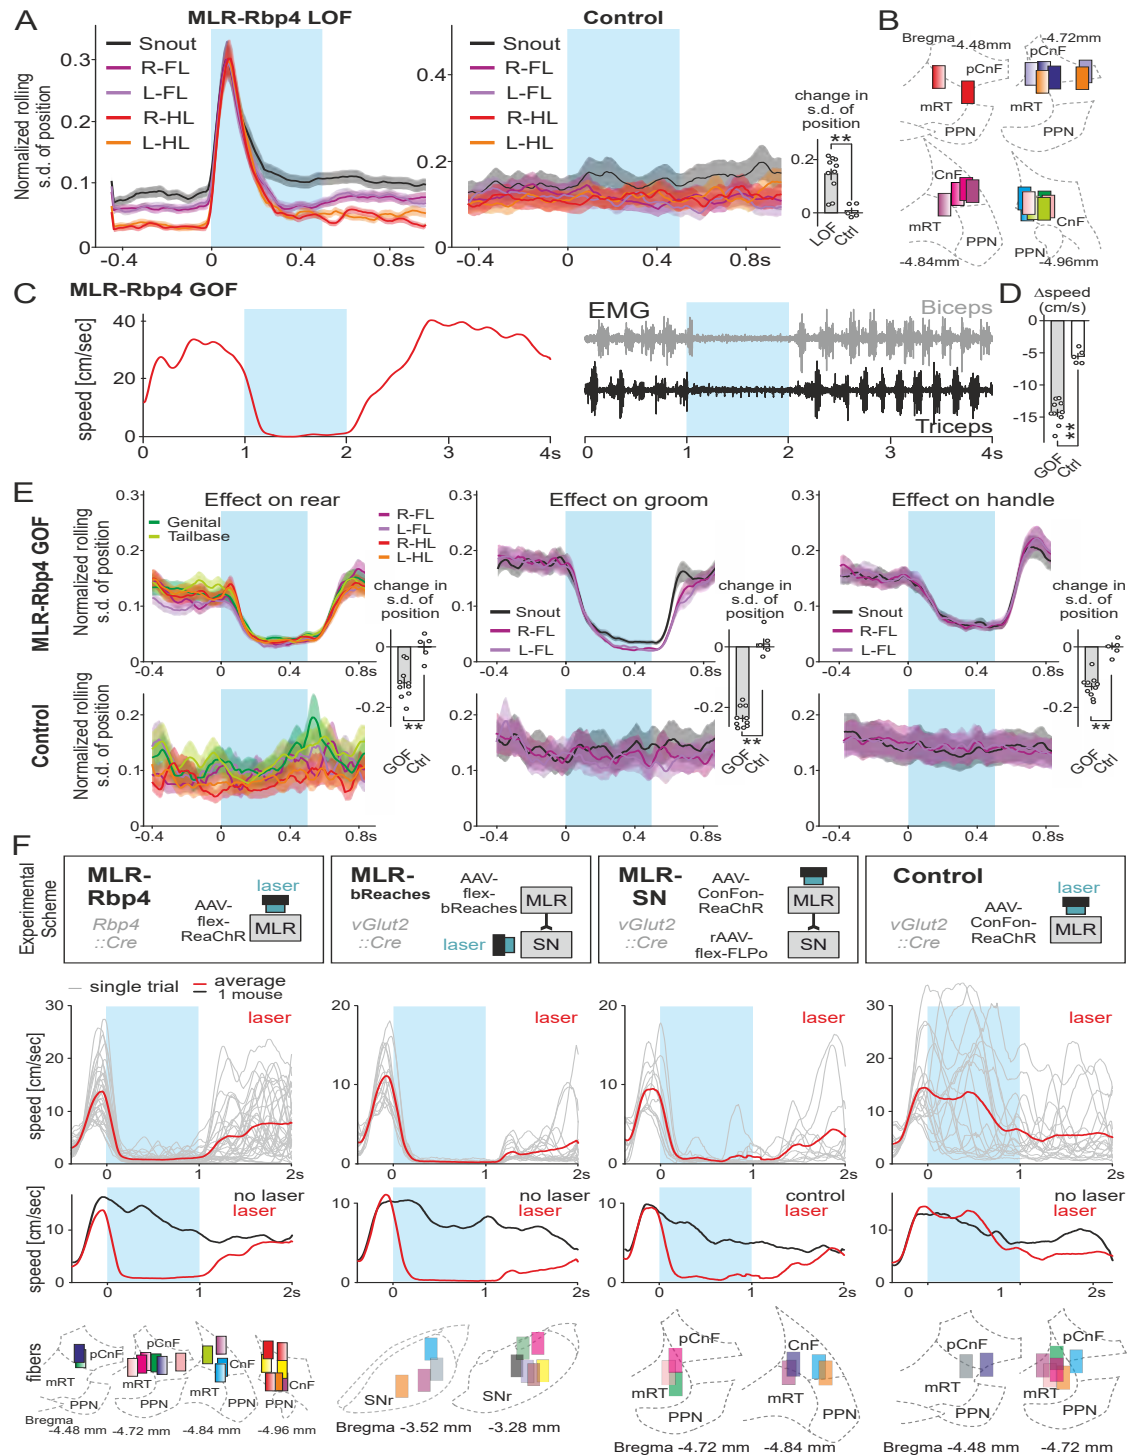 A
MLR-Rbp4 LOF
Control
B
Normalized rolling
s.d. of position
0.3
0.2
0.1
0
Snout
R-FL
L-FL
R-HL
L-HL
-0.4
0
0.4
0.8s
0.4
0.2
0
Snout
R-FL
L-FL
R-HL
L-HL
-0.4
0
0.4
0.8s
change in
s.d. of
position
**
0.2
0
LOF
Ctrl
Bregma
-4.48mm
-4.72mm
pCnF
pCnF
mRT
mRT
PPN
PPN
CnF
CnF
mRT
PPN
PPN
-4.84mm
-4.96mm
C
MLR-Rbp4 GOF
speed [cm/sec]
40
20
0
0
1
2
3
4s
EMG
Biceps
Triceps
0
1
2
3
4s
D
Δspeed
(cm/s)
0
-5
-10
-15
**
GOF
Ctrl
E
MLR-Rbp4 GOF
Normalized rolling
s.d. of position
Effect on rear
0.3
0.2
0.1
0
Genital
Tailbase
R-FL
L-FL
R-HL
L-HL
-0.4
0
0.4
0.8s
change in
s.d. of
position
0
-0.2
**
GOF
Ctrl
Effect on groom
0.3
0.2
0.1
0
Snout
R-FL
L-FL
-0.4
0
0.4
0.8s
change in
s.d. of
position
0
-0.2
**
GOF
Ctrl
Effect on handle
0.3
0.2
0.1
0
Snout
R-FL
L-FL
-0.4
0
0.4
0.8s
change in
s.d. of
position
0
-0.2
**
GOF
Ctrl
Control
Normalized rolling
s.d. of position
0.2
0.1
0
-0.4
0
0.4
0.8s
0.2
0.1
0
-0.4
0
0.4
0.8s
0.2
0.1
0
-0.4
0
0.4
0.8s
F
Experimental
Scheme
MLR-
Rbp4
Rbp4
::Cre
AAV-
flex-
ReaChR
laser
MLR
MLR-
bReaches
vGlut2
::Cre
AAV-
flex-
bReaches
MLR
laser
SN
MLR-
SN
vGlut2
::Cre
AAV-
ConFon-
ReaChR
MLR
rAAV-
flex-FLPo
SN
Control
vGlut2
::Cre
AAV-
ConFon-
ReaChR
laser
MLR
single trial
average
1 mouse
speed [cm/sec]
30
20
10
0
laser
0
1
2s
20
10
0
laser
0
1
2s
20
10
0
laser
0
1
2s
30
20
10
0
laser
0
1
2s
speed [cm/sec]
10
0
no laser
laser
0
1
2s
10
0
no laser
laser
0
1
2s
10
0
control
laser
0
1
2s
10
0
no laser
laser
0
1
2s
fibers
pCnF
mRT
PPN
Bregma
-4.48 mm
pCnF
mRT
PPN
-4.72 mm
CnF
mRT
PPN
-4.84 mm
CnF
PPN
-4.96 mm
SNr
Bregma -3.52 mm
SNr
-3.28 mm
pCnF
mRT
PPN
Bregma -4.72 mm
CnF
PPN
-4.84 mm
pCnF
mRT
PPN
Bregma -4.48 mm
pCnF
mRT
PPN
-4.72 mm